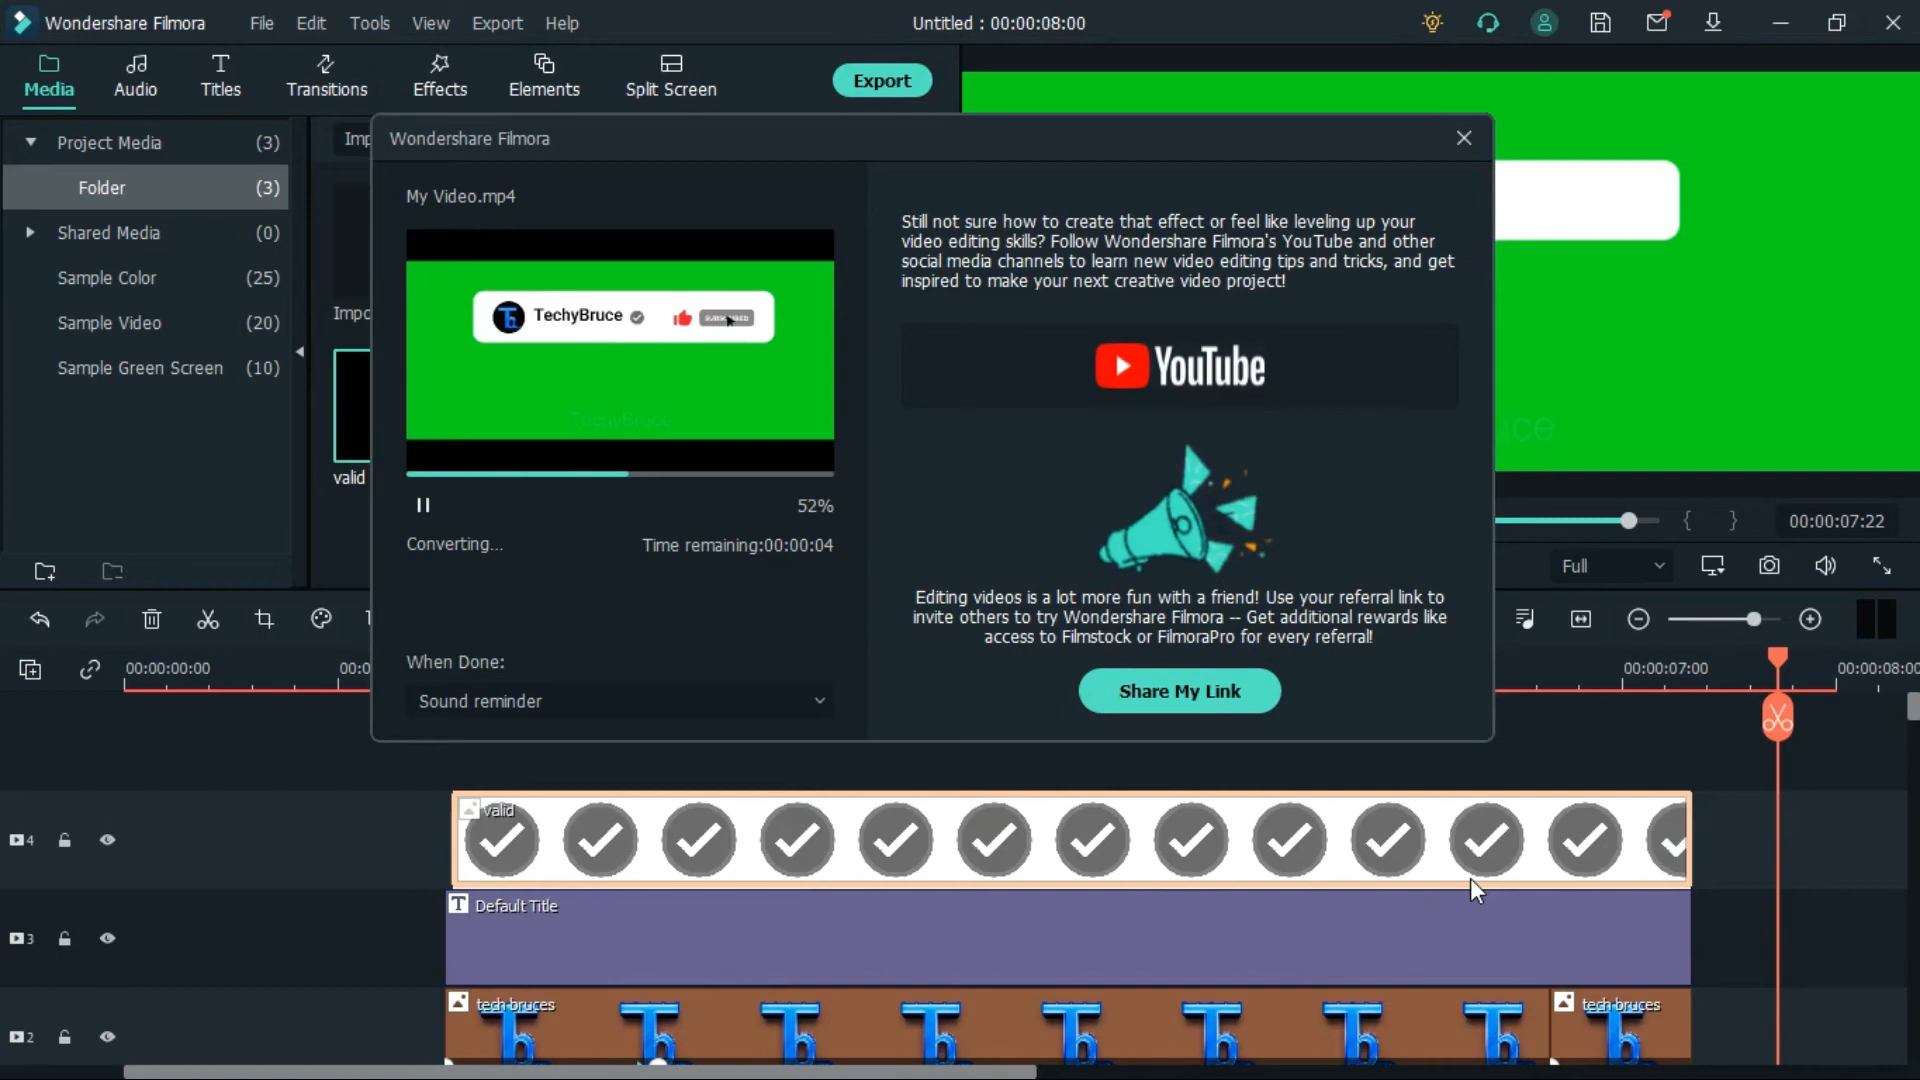 Wondershare Filmora
File Edit Tools View Export Help
Untitled : 00:00:08:00
Media Audio Titles Transitions Effects Elements Split Screen
Export
Project Media (3)
Folder (3)
Shared Media (0)
Sample Color (25)
Sample Video (20)
Sample Green Screen (10)
Imp
Impo
valid
Wondershare Filmora
My Video.mp4
TechyBruce
SUBSCRIBED
TechyBruce
52%
Converting...
Time remaining:00:00:04
When Done:
Sound reminder
Still not sure how to create that effect or feel like leveling up your
video editing skills? Follow Wondershare Filmora's YouTube and other
social media channels to learn new video editing tips and tricks, and get
inspired to make your next creative video project!
YouTube
Editing videos is a lot more fun with a friend! Use your referral link to
invite others to try Wondershare Filmora -- Get additional rewards like
access to Filmstock or FilmoraPro for every referral!
Share My Link
uce
{ } 00:00:07:22
Full
00:00:00:00 00:0 00:00:07:00 00:00:08:00
4
valid
3
Default Title
2
tech bruces
tech bruces